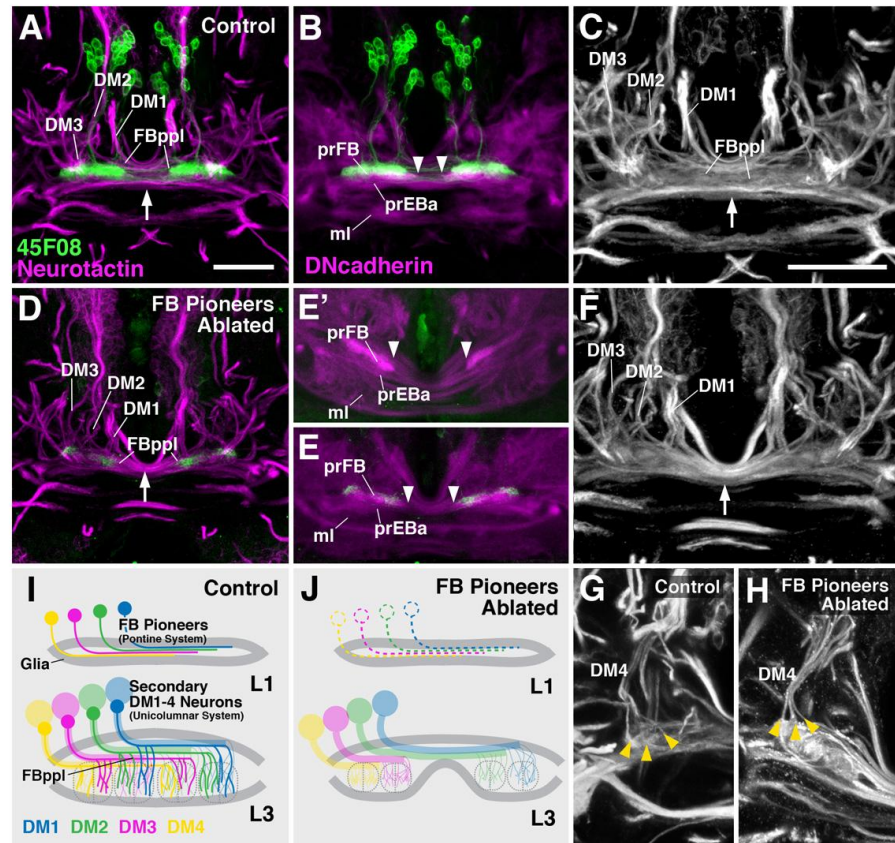 A
Control
DM2
DM1
DM3
FBppl
45F08
Neurotactin
B
prFB
prEBa
ml
DNcadherin
C
DM3
DM2
DM1
FBppl
D
FB Pioneers
Ablated
DM3
DM2
DM1
FBppl
E’
prFB
prEBa
ml
E
prFB
prEBa
ml
F
DM3
DM2
DM1
I
Control
FB Pioneers
(Pontine System)
Glia
L1
Secondary
DM1-4 Neurons
(Unicolumnar System)
FBppl
L3
DM1 DM2 DM3 DM4
J
FB Pioneers
Ablated
L1
L3
G
Control
DM4
H
FB Pioneers
Ablated
DM4